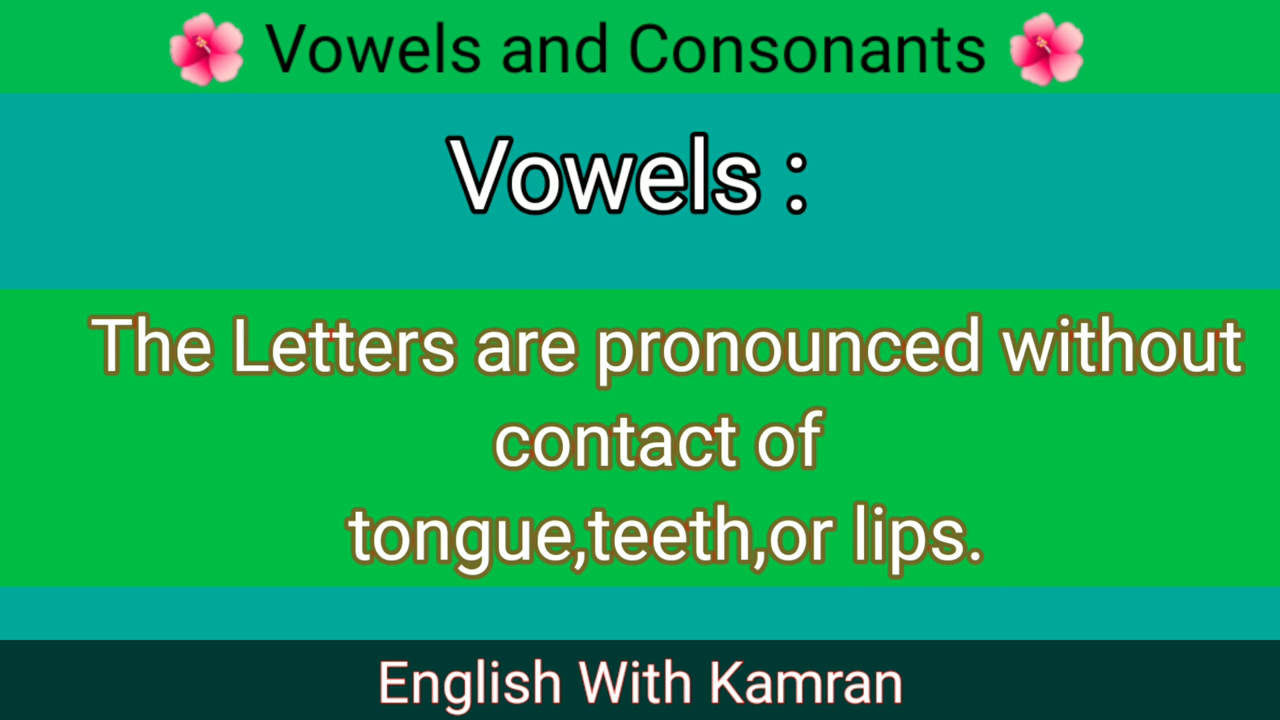 🌺 Vowels and Consonants 🌺
Vowels :
The Letters are pronounced without
contact of
tongue,teeth,or lips.
English With Kamran